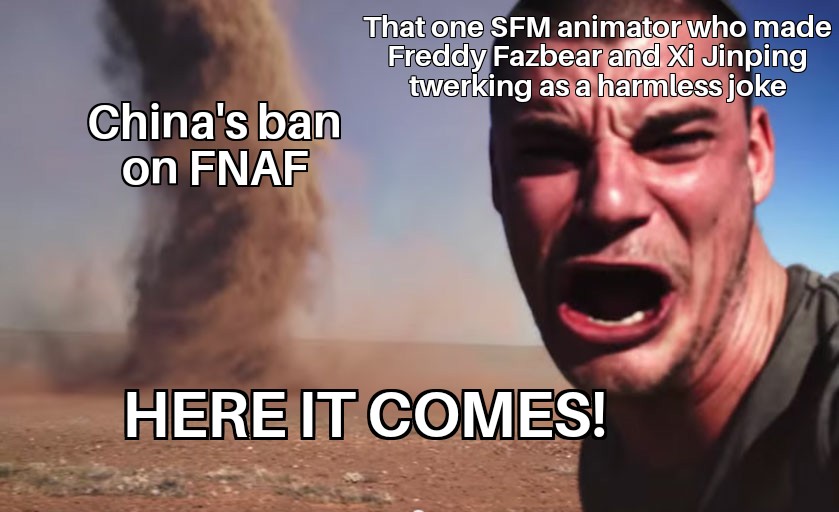 That one SFM animator who made
Freddy Fazbear and Xi Jinping
twerking as a harmless joke
China's ban
on FNAF
HERE IT COMES!